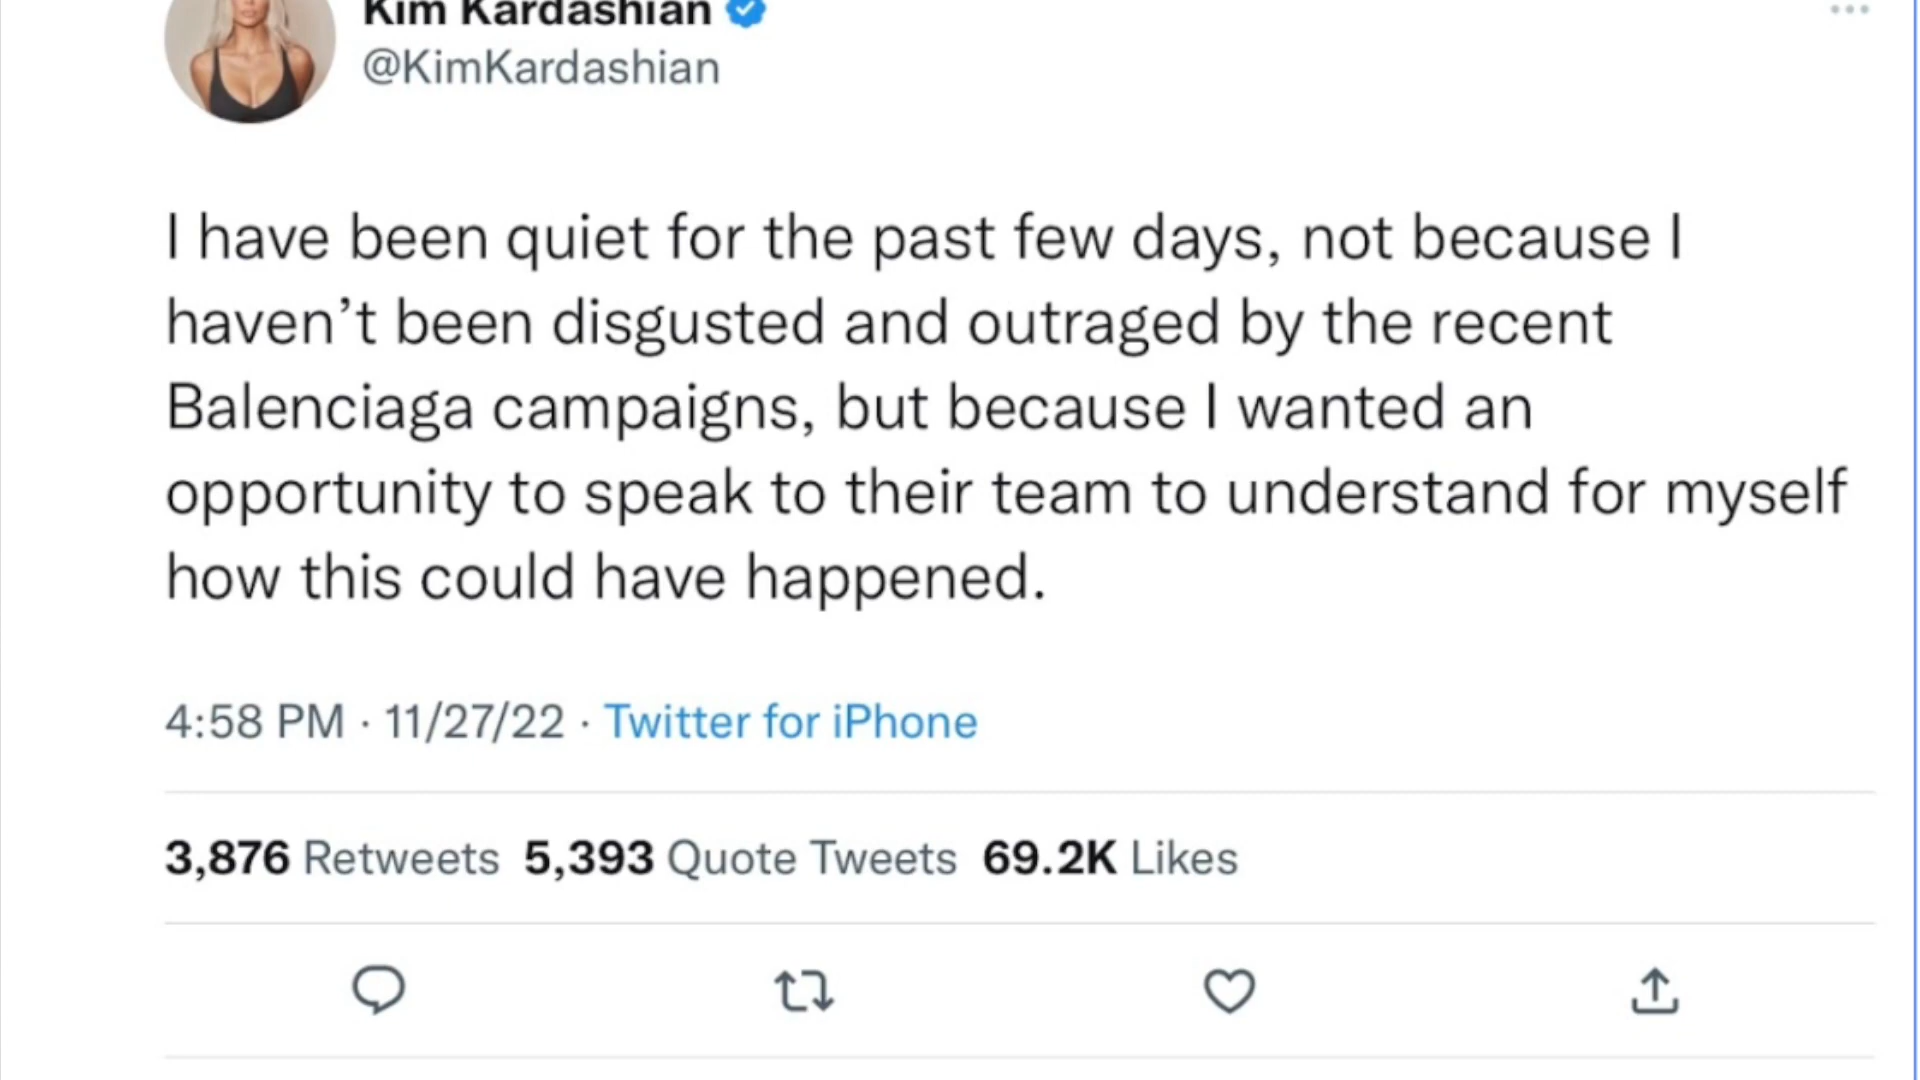 Kim Kardashian
@KimKardashian
I have been quiet for the past few days, not because I
haven’t been disgusted and outraged by the recent
Balenciaga campaigns, but because I wanted an
opportunity to speak to their team to understand for myself
how this could have happened.
4:58 PM · 11/27/22 · Twitter for iPhone
3,876 Retweets 5,393 Quote Tweets 69.2K Likes